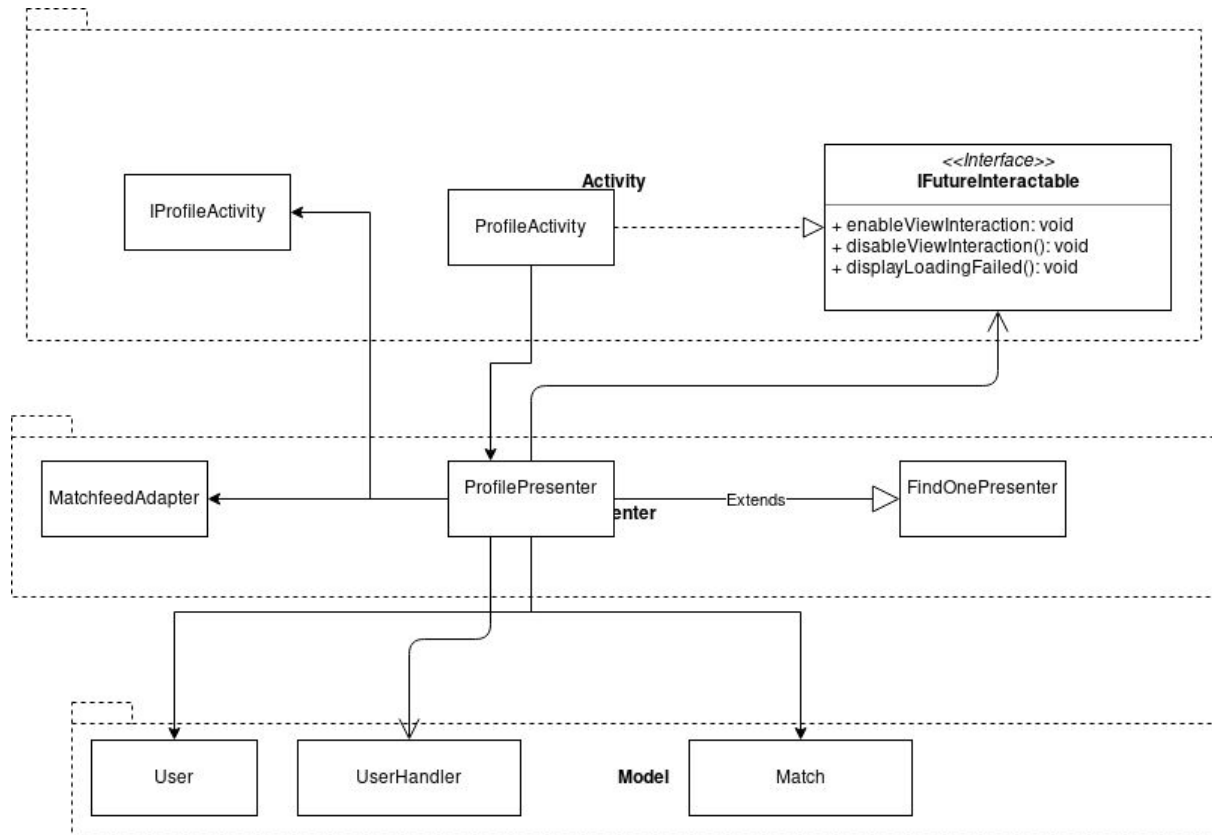 <<Interface>>
IFutureInteractable
Activity
IProfileActivity
ProfileActivity
+ enableViewInteraction: void
+ disableViewInteraction(): void
+ displayLoadingFailed(): void
MatchfeedAdapter
ProfilePresenter
Extends
FindOnePresenter
enter
User
UserHandler
Model
Match